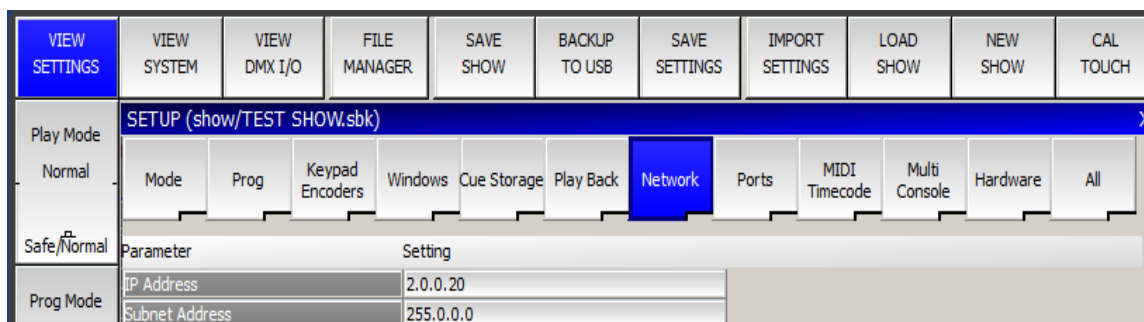 VIEW SETTINGS
VIEW SYSTEM
VIEW DMX I/O
FILE MANAGER
SAVE SHOW
BACKUP TO USB
SAVE SETTINGS
IMPORT SETTINGS
LOAD SHOW
NEW SHOW
CAL TOUCH
Play Mode
Normal
Safe/Normal
Prog Mode
SETUP (show/TEST SHOW.sbk)
Mode
Prog
Keypad Encoders
Windows
Cue Storage
Play Back
Network
Ports
MIDI Timecode
Multi Console
Hardware
All
Parameter Setting
IP Address 2.0.0.20
Subnet Address 255.0.0.0